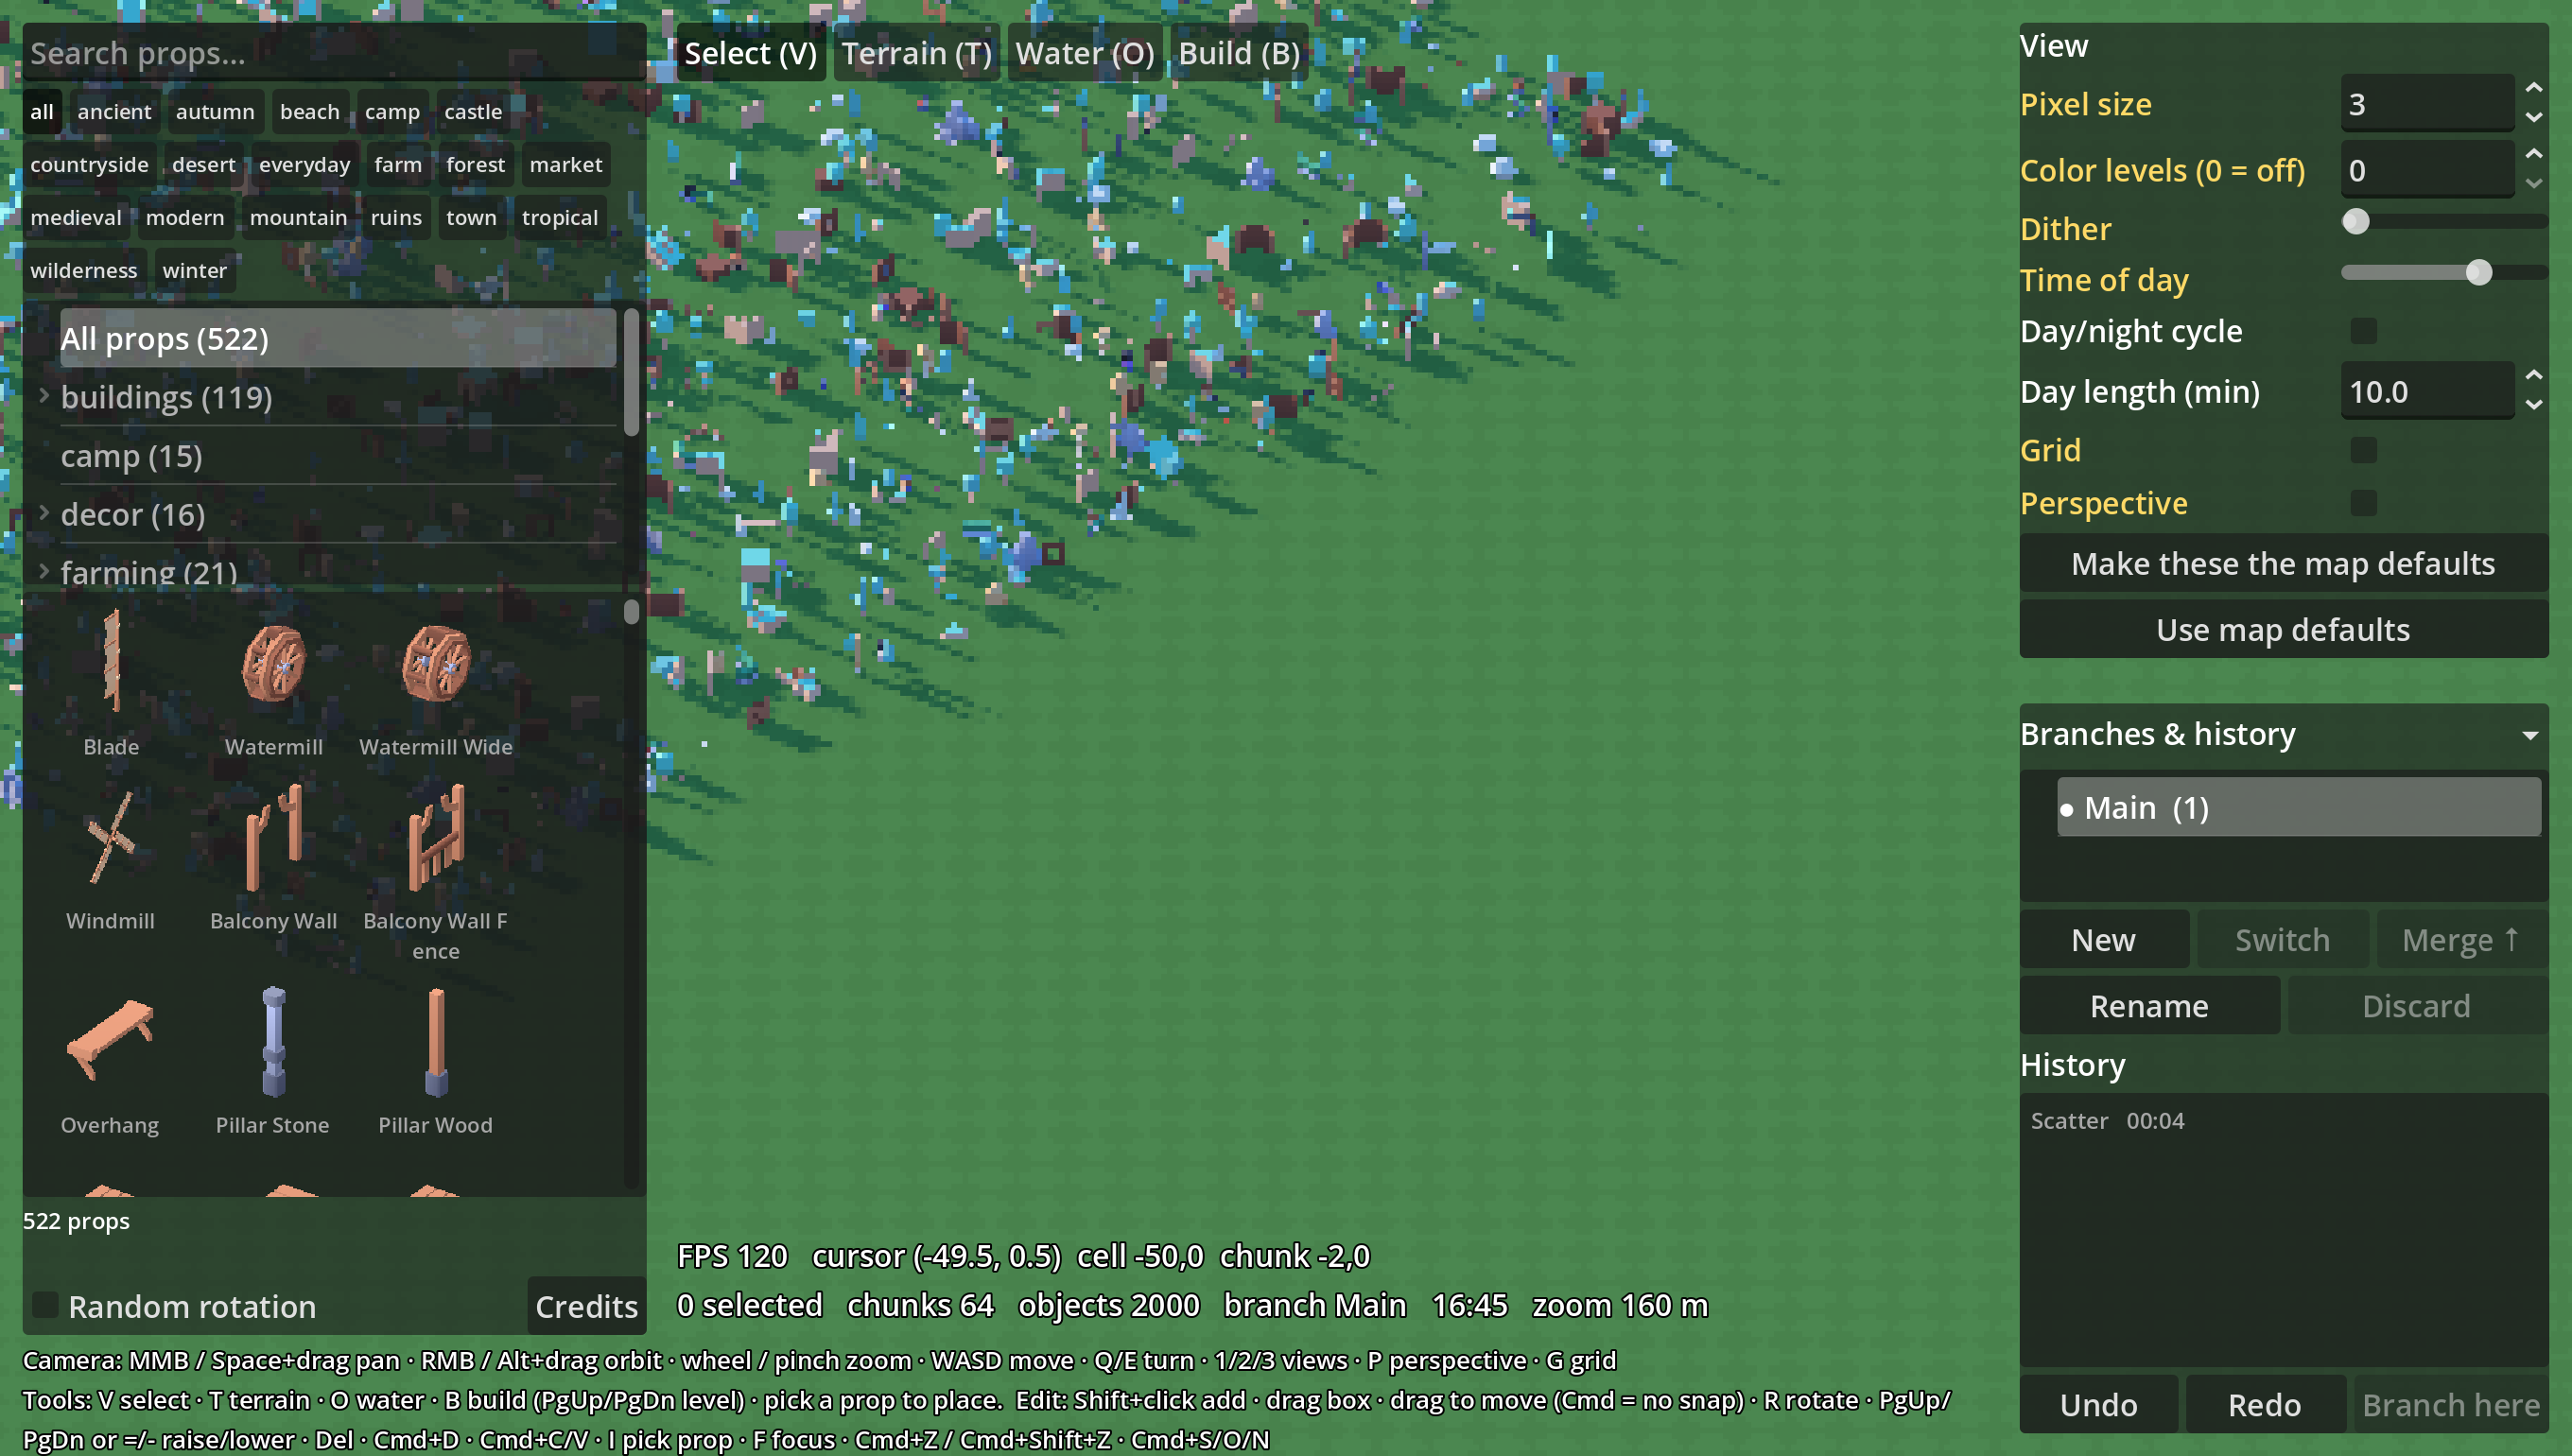 Search props...
all ancient autumn beach camp castle
countryside desert everyday farm forest market
medieval modern mountain ruins town tropical
wilderness winter
All props (522)
buildings (119)
camp (15)
decor (16)
farming (21)
Blade Watermill Watermill Wide
Windmill Balcony Wall Balcony Wall F
ence
Overhang Pillar Stone Pillar Wood
522 props
Random rotation Credits
Select (V) Terrain (T) Water (O) Build (B)
FPS 120 cursor (-49.5, 0.5) cell -50,0 chunk -2,0
0 selected chunks 64 objects 2000 branch Main 16:45 zoom 160 m
Camera: MMB / Space+drag pan · RMB / Alt+drag orbit · wheel / pinch zoom · WASD move · Q/E turn · 1/2/3 views · P perspective · G grid
Tools: V select · T terrain · O water · B build (PgUp/PgDn level) · pick a prop to place. Edit: Shift+click add · drag box · drag to move (Cmd = no snap) · R rotate · PgUp/
PgDn or =/- raise/lower · Del · Cmd+D · Cmd+C/V · I pick prop · F focus · Cmd+Z / Cmd+Shift+Z · Cmd+S/O/N
View
Pixel size 3
Color levels (0 = off) 0
Dither
Time of day
Day/night cycle
Day length (min) 10.0
Grid
Perspective
Make these the map defaults
Use map defaults
Branches & history
● Main (1)
New Switch Merge ↑
Rename Discard
History
Scatter 00:04
Undo Redo Branch here